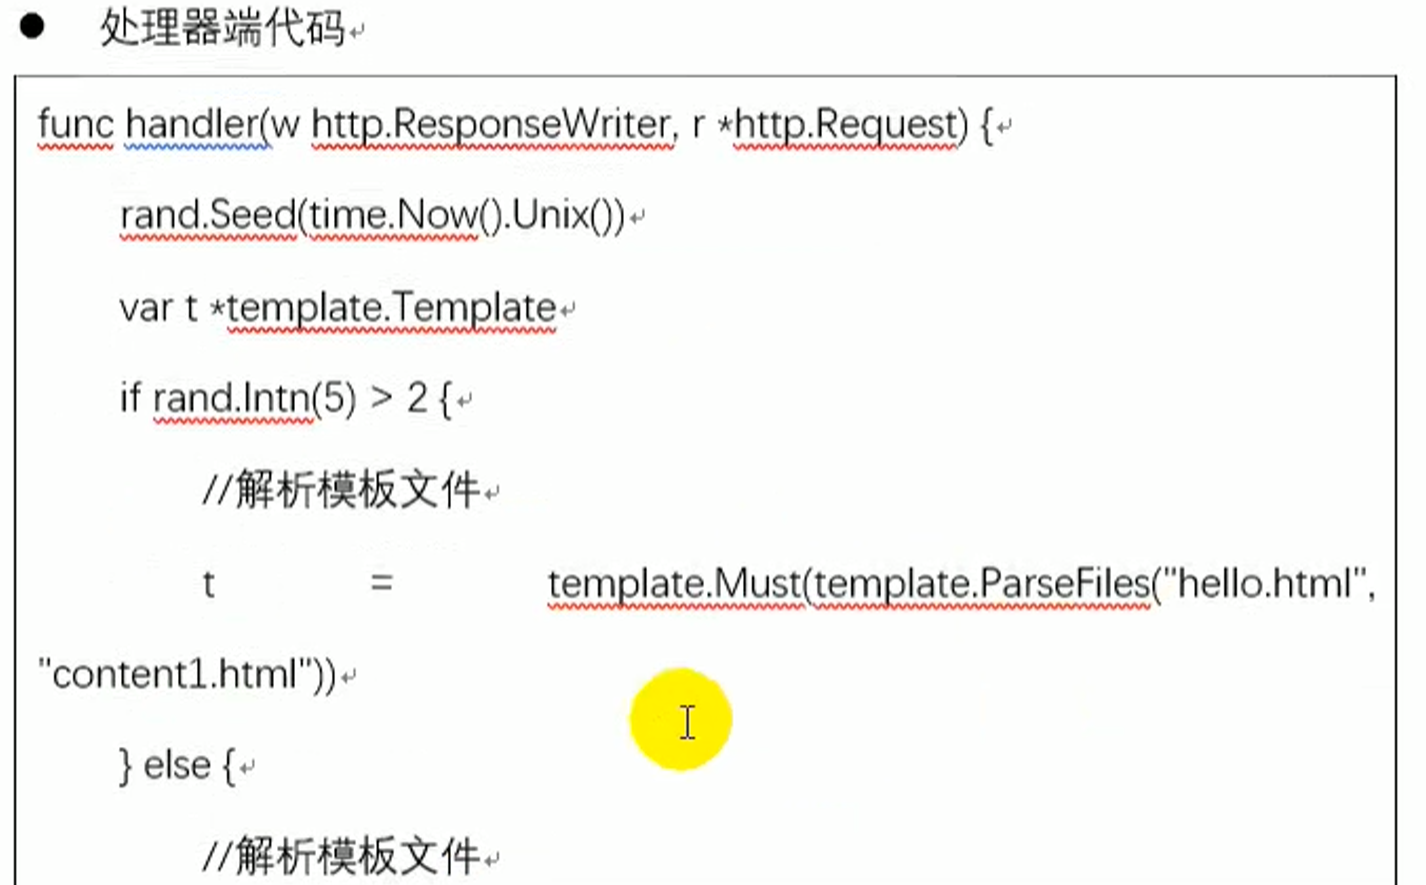 ● 处理器端代码
func handler(w http.ResponseWriter, r *http.Request) {
rand.Seed(time.Now().Unix())
var t *template.Template
if rand.Intn(5) > 2 {
//解析模板文件
t = template.Must(template.ParseFiles("hello.html",
"content1.html"))
} else {
//解析模板文件